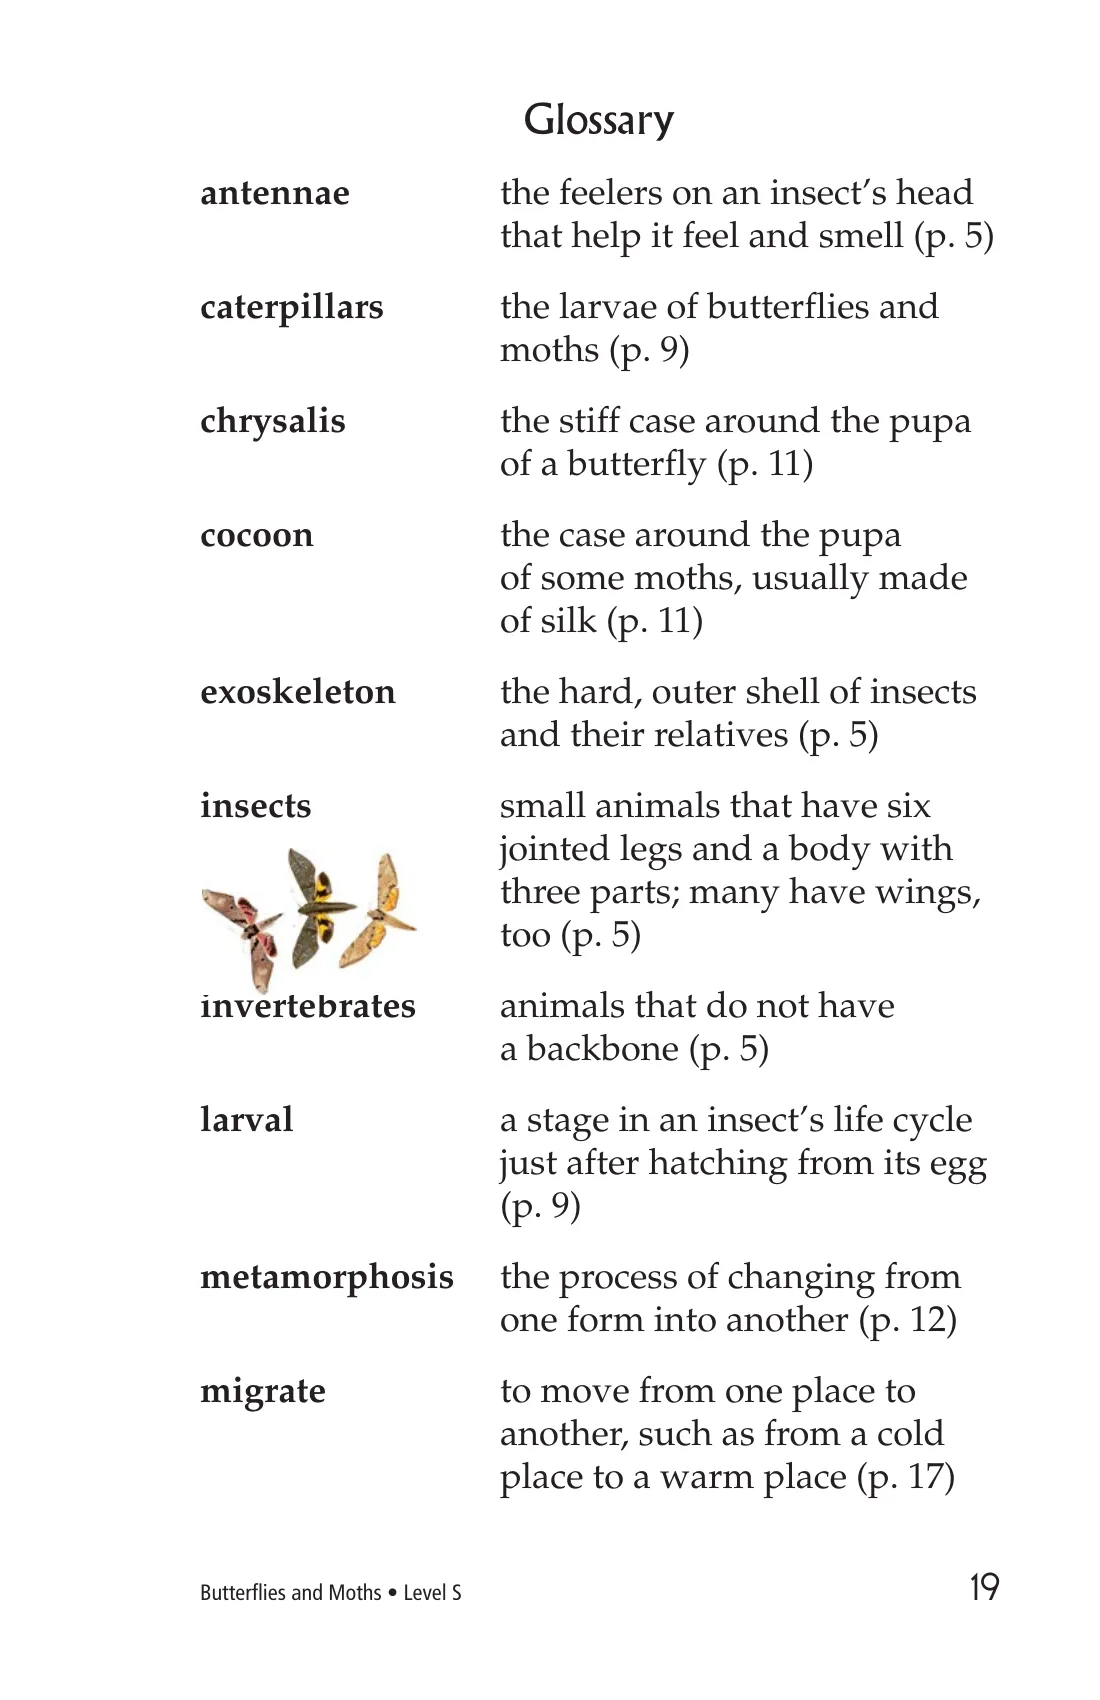 Glossary
antennae the feelers on an insect’s head
that help it feel and smell (p. 5)
caterpillars the larvae of butterflies and
moths (p. 9)
chrysalis the stiff case around the pupa
of a butterfly (p. 11)
cocoon the case around the pupa
of some moths, usually made
of silk (p. 11)
exoskeleton the hard, outer shell of insects
and their relatives (p. 5)
insects small animals that have six
jointed legs and a body with
three parts; many have wings,
too (p. 5)
invertebrates animals that do not have
a backbone (p. 5)
larval a stage in an insect’s life cycle
just after hatching from its egg
(p. 9)
metamorphosis the process of changing from
one form into another (p. 12)
migrate to move from one place to
another, such as from a cold
place to a warm place (p. 17)
Butterflies and Moths • Level S 19